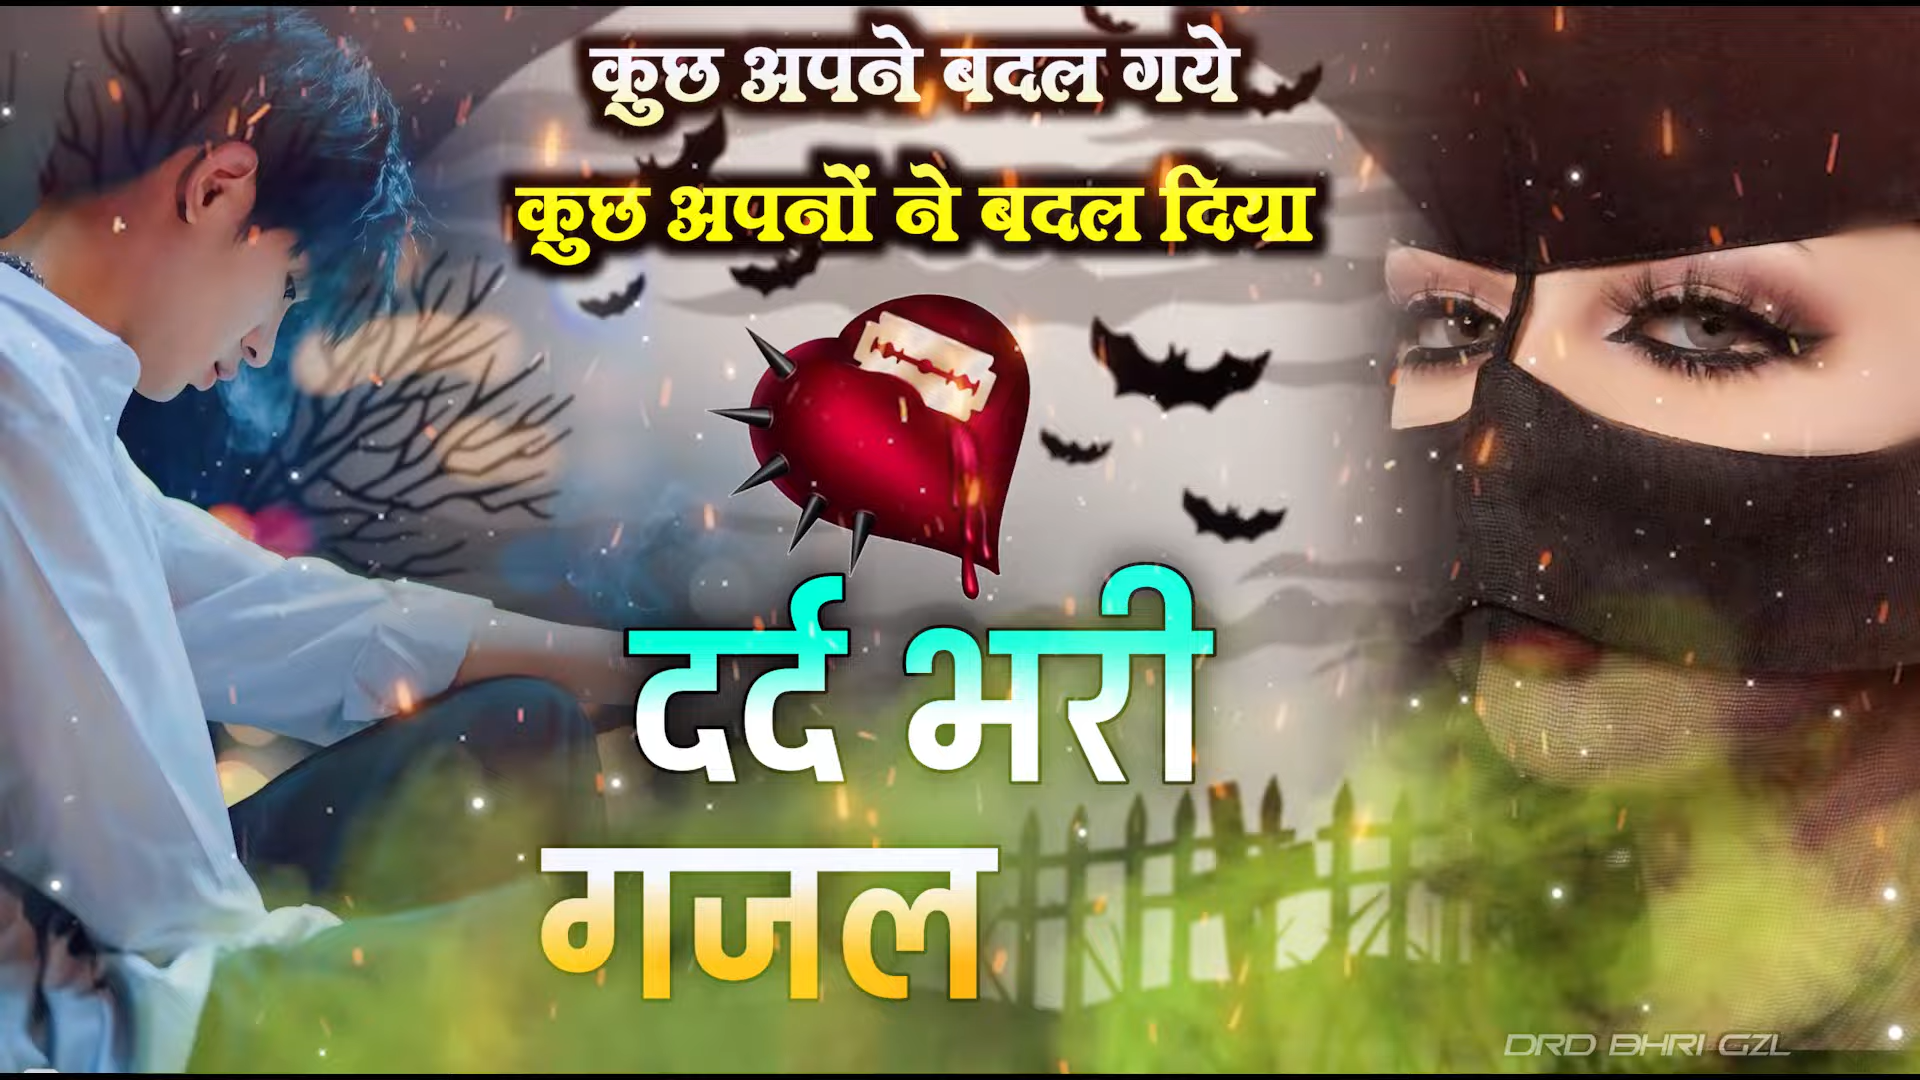 कुछ अपने बदल गये
कुछ अपनों ने बदल दिया
दर्द भरी
गजल
DRD BHRI GZL